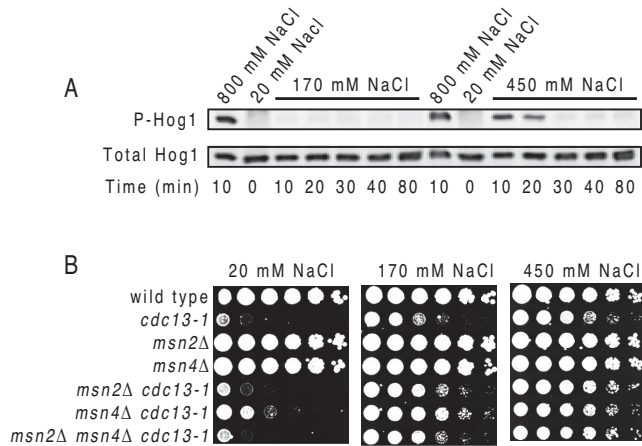 A
800 mM NaCl
20 mM NaCl
170 mM NaCl
800 mM NaCl
20 mM NaCl
450 mM NaCl
P-Hog1
Total Hog1
Time (min) 10 0 10 20 30 40 80 10 0 10 20 30 40 80
B
20 mM NaCl 170 mM NaCl 450 mM NaCl
wild type
cdc13-1
msn2Δ
msn4Δ
msn2Δ cdc13-1
msn4Δ cdc13-1
msn2Δ msn4Δ cdc13-1